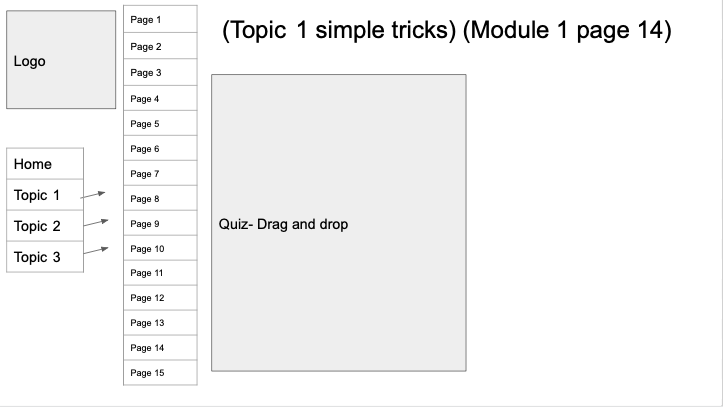 Logo
Home
Topic 1
Topic 2
Topic 3
Page 1
Page 2
Page 3
Page 4
Page 5
Page 6
Page 7
Page 8
Page 9
Page 10
Page 11
Page 12
Page 13
Page 14
Page 15
(Topic 1 simple tricks) (Module 1 page 14)
Quiz- Drag and drop